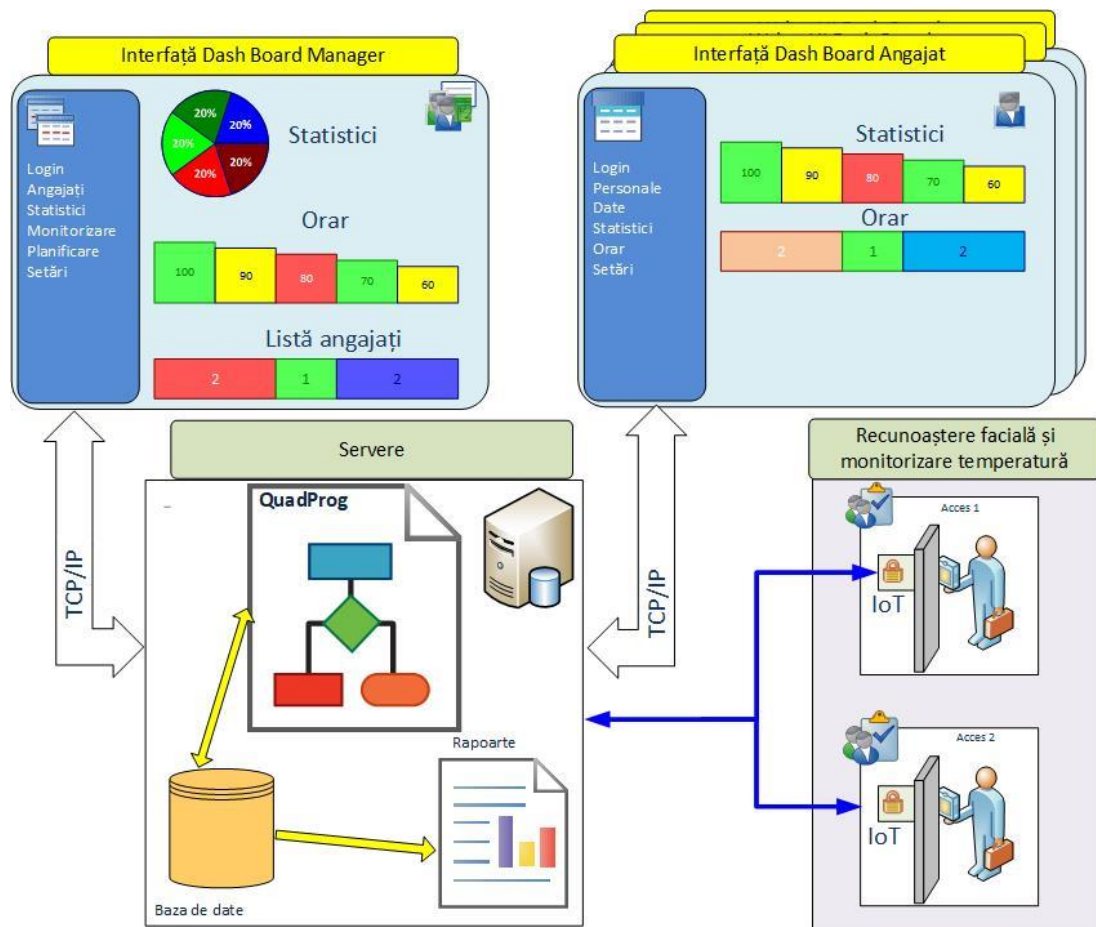 Interfață Dash Board Manager
Login
Angajați
Statistici
Monitorizare
Planificare
Setări
20%
20%
20%
20%
20%
Statistici
Orar
100
90
80
70
60
Listă angajați
2
1
2
Interfață Dash Board Angajat
Login
Personale
Date
Statistici
Orar
Setări
Statistici
100
90
80
70
60
Orar
2
1
2
TCP/IP
Servere
QuadProg
Rapoarte
Baza de date
TCP/IP
Recunoaștere facială și
monitorizare temperatură
Acces 1
IoT
Acces 2
IoT